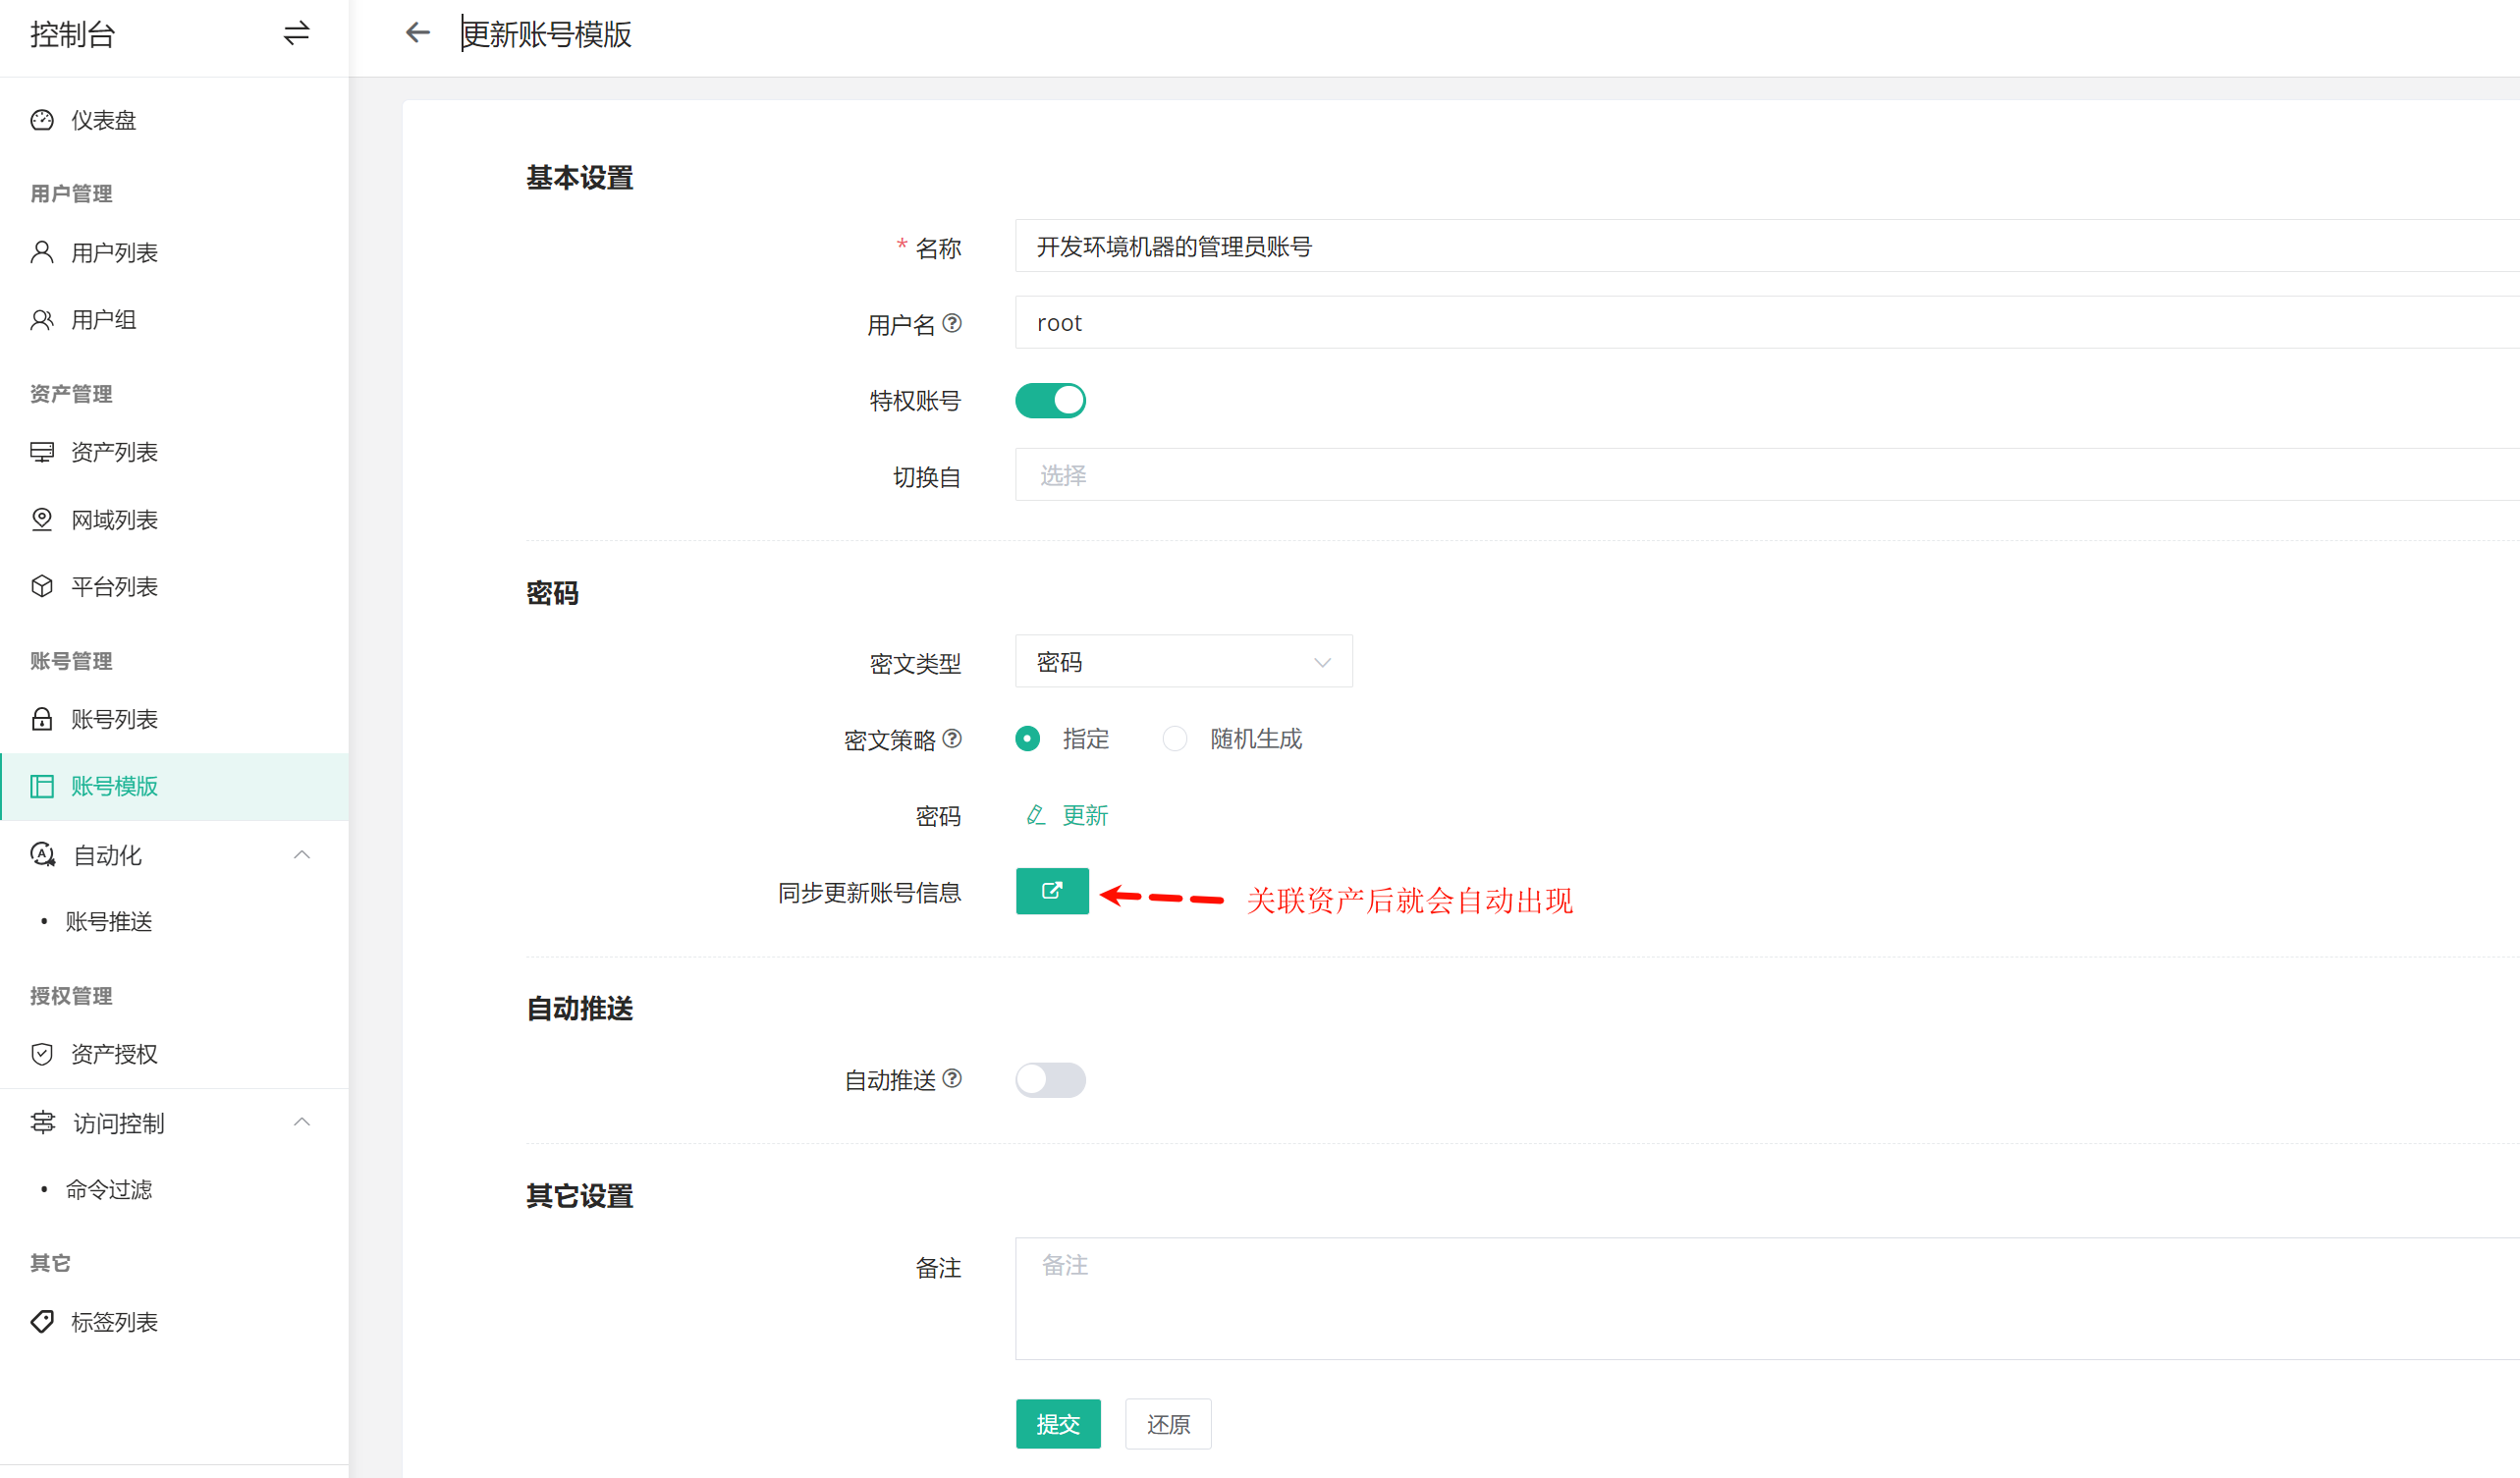 控制台
仪表盘
用户管理
用户列表
用户组
资产管理
资产列表
网域列表
平台列表
账号管理
账号列表
账号模版
自动化
• 账号推送
授权管理
资产授权
访问控制
• 命令过滤
其它
标签列表
更新账号模版
基本设置
* 名称 开发环境机器的管理员账号
用户名 root
特权账号
切换自 选择
密码
密文类型 密码
密文策略 指定 随机生成
密码 更新
同步更新账号信息 关联资产后就会自动出现
自动推送
自动推送
其它设置
备注 备注
提交 还原